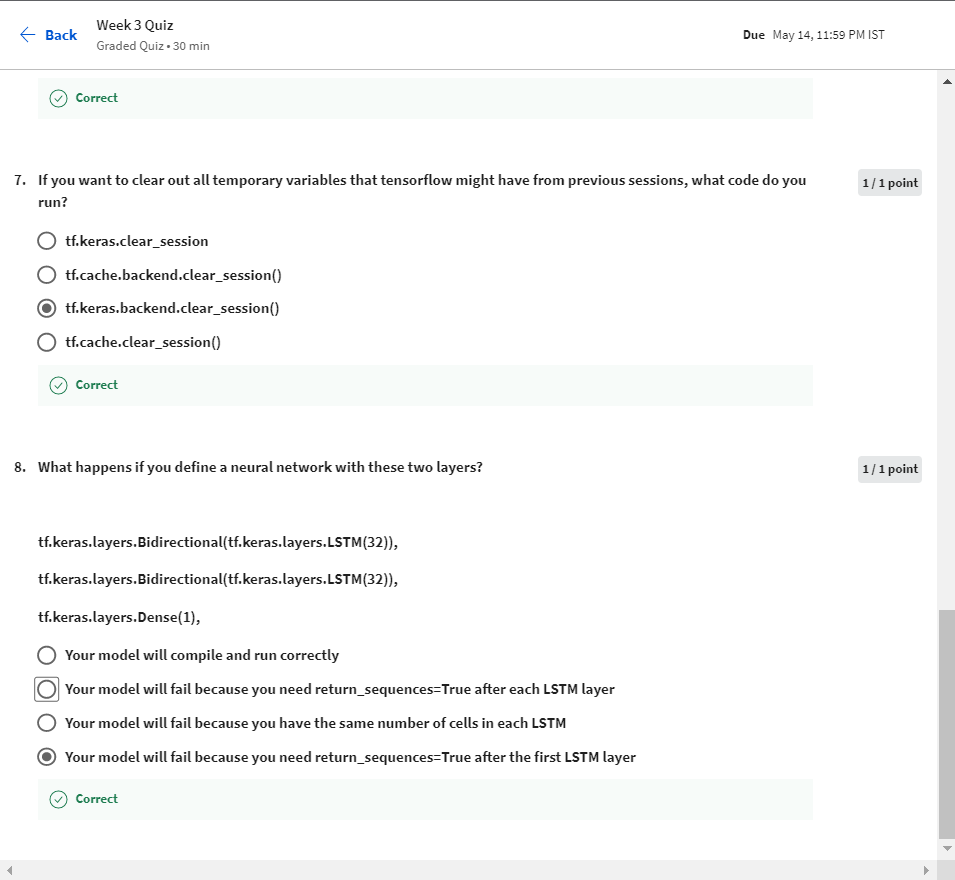 Back
Week 3 Quiz
Graded Quiz • 30 min
Due May 14, 11:59 PM IST
Correct
7. If you want to clear out all temporary variables that tensorflow might have from previous sessions, what code do you
run?
1 / 1 point
tf.keras.clear_session
tf.cache.backend.clear_session()
tf.keras.backend.clear_session()
tf.cache.clear_session()
Correct
8. What happens if you define a neural network with these two layers?
1 / 1 point
tf.keras.layers.Bidirectional(tf.keras.layers.LSTM(32)),
tf.keras.layers.Bidirectional(tf.keras.layers.LSTM(32)),
tf.keras.layers.Dense(1),
Your model will compile and run correctly
Your model will fail because you need return_sequences=True after each LSTM layer
Your model will fail because you have the same number of cells in each LSTM
Your model will fail because you need return_sequences=True after the first LSTM layer
Correct